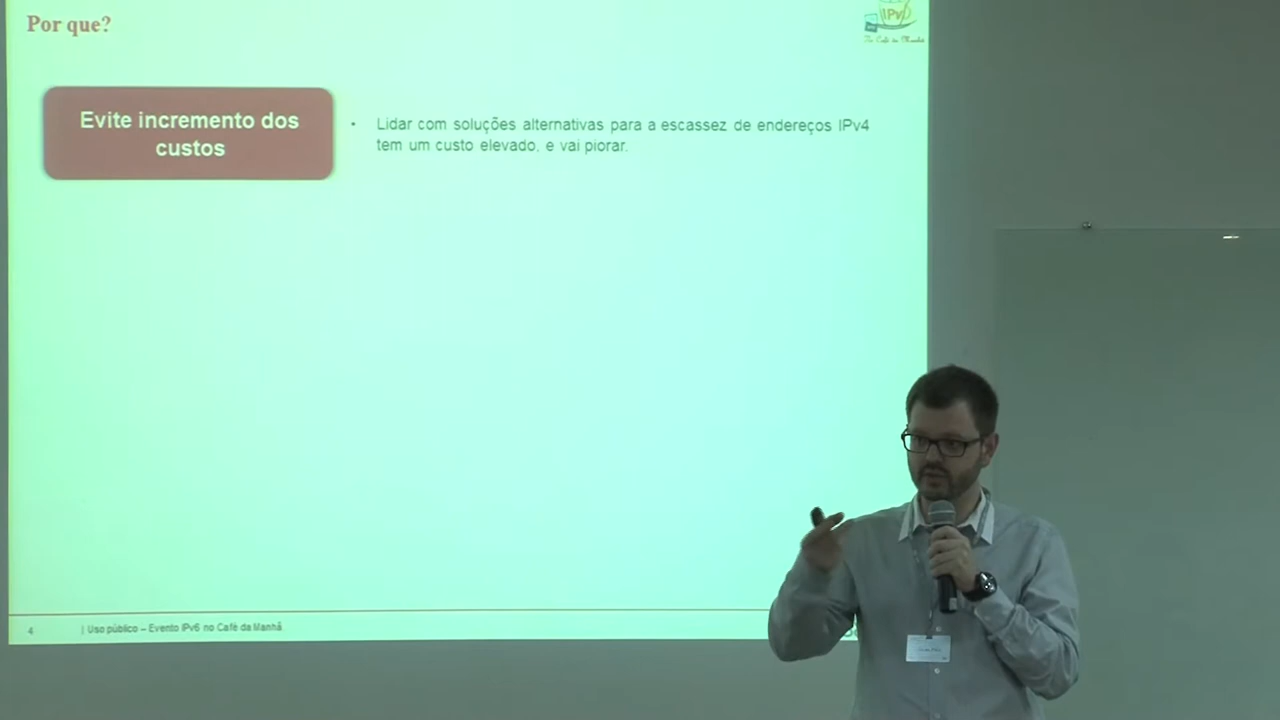 Por que?
IPv6
Evite incremento dos
custos
• Lidar com soluções alternativas para a escassez de endereços IPv4
tem um custo elevado, e vai piorar.
4 | Uso público – Evento IPv6 no Café da Manhã